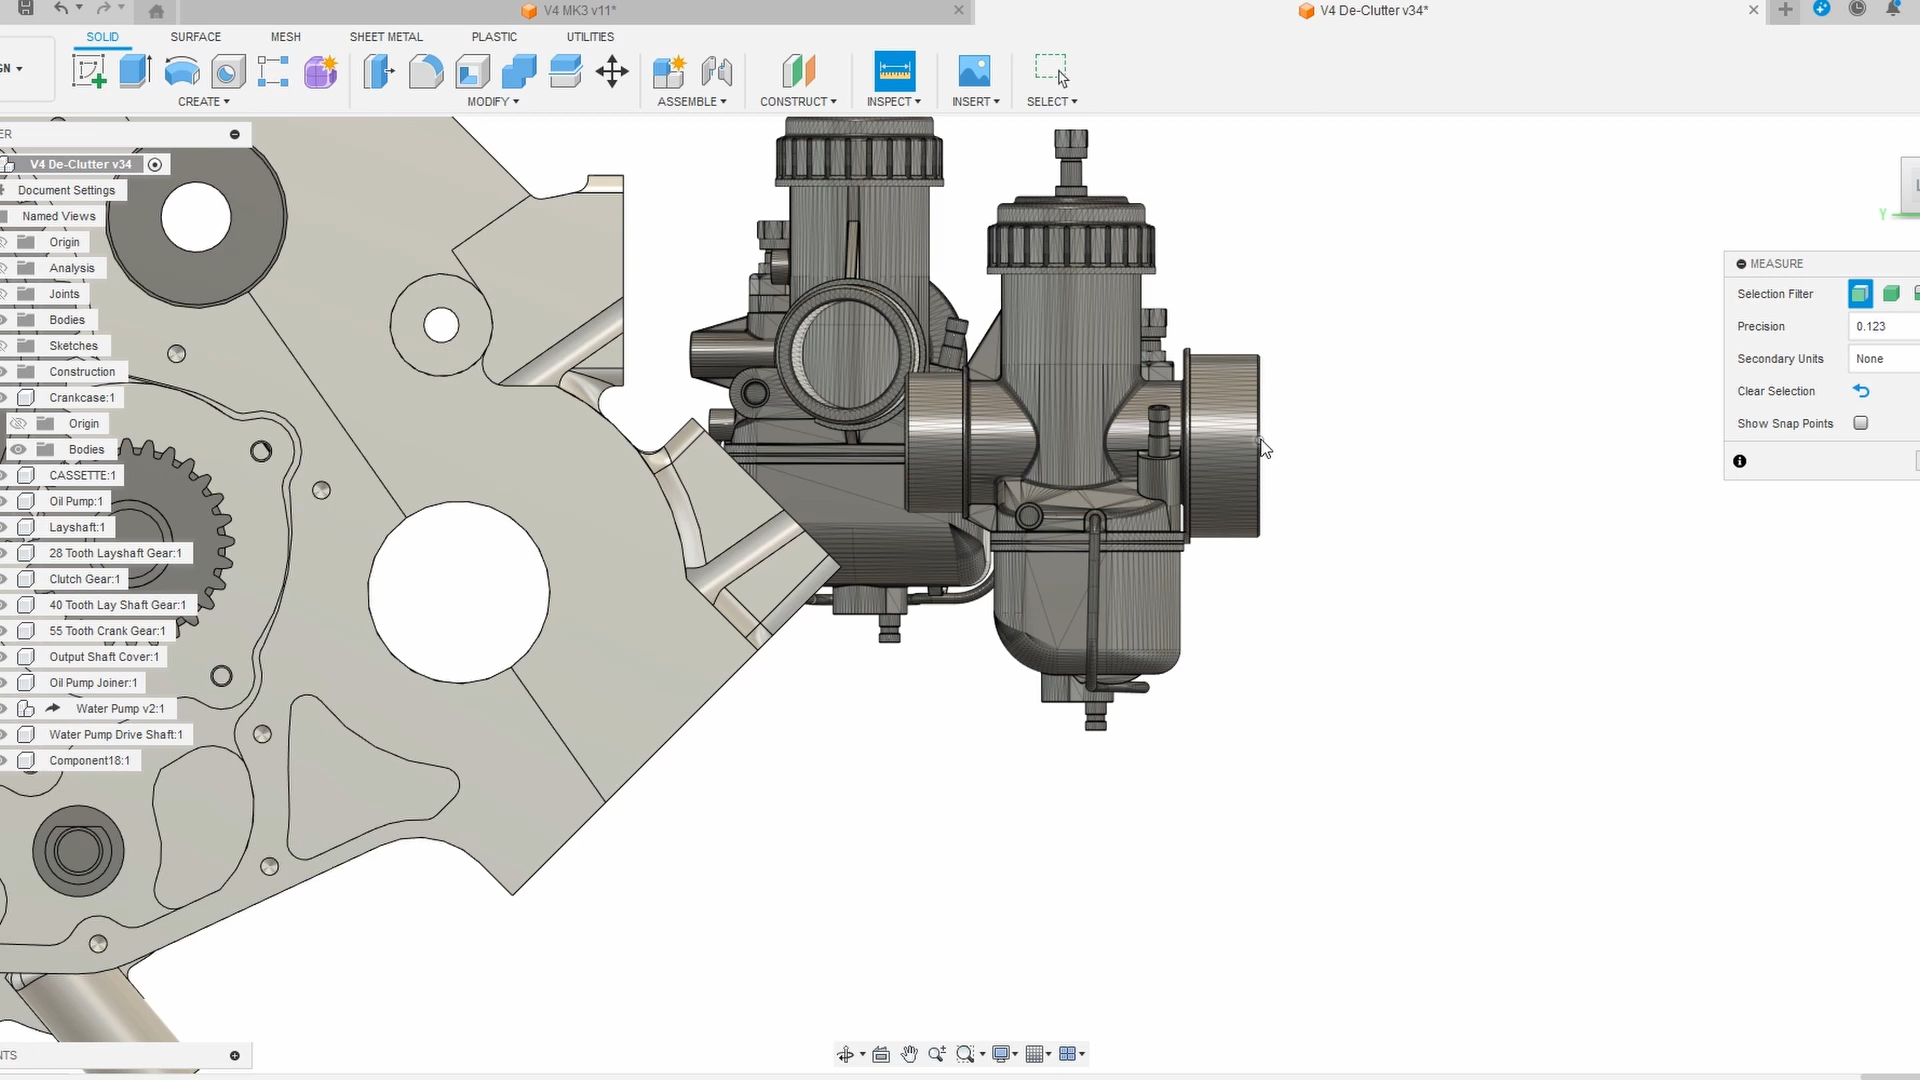 V4 MK3 v11*
V4 De-Clutter v34*
SOLID
SURFACE
MESH
SHEET METAL
PLASTIC
UTILITIES
GN
CREATE
MODIFY
ASSEMBLE
CONSTRUCT
INSPECT
INSERT
SELECT
ER
V4 De-Clutter v34
Document Settings
Named Views
Origin
Analysis
Joints
Bodies
Sketches
Construction
Crankcase:1
Origin
Bodies
CASSETTE:1
Oil Pump:1
Layshaft:1
28 Tooth Layshaft Gear:1
Clutch Gear:1
40 Tooth Lay Shaft Gear:1
55 Tooth Crank Gear:1
Output Shaft Cover:1
Oil Pump Joiner:1
Water Pump v2:1
Water Pump Drive Shaft:1
Component18:1
NTS
Y
MEASURE
Selection Filter
Precision 0.123
Secondary Units None
Clear Selection
Show Snap Points